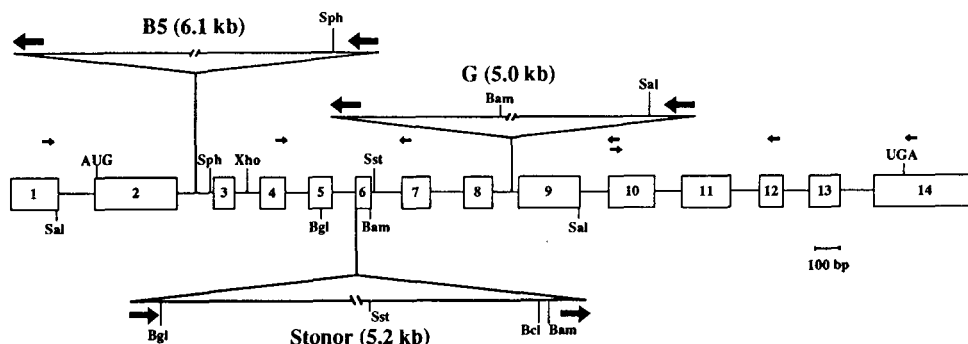 B5 (6.1 kb)
Sph
G (5.0 kb)
Bam
Sal
AUG
Sph
Xho
Sst
UGA
1 2 3 4 5 6 7 8 9 10 11 12 13 14
Sal
Bgl
Bam
Sal
100 bp
Bgl
Sst
Bcl
Bam
Stonor (5.2 kb)